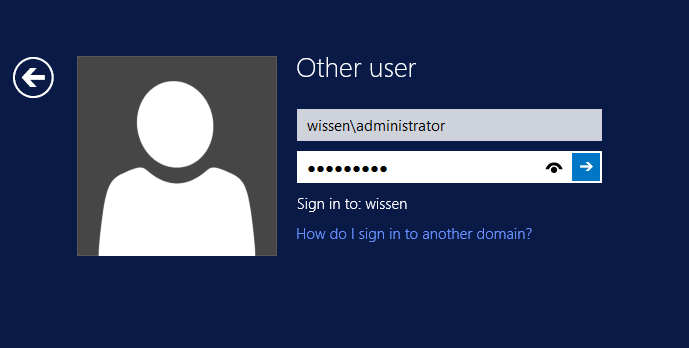 Other user
wissen\administrator
●●●●●●●●●
Sign in to: wissen
How do I sign in to another domain?